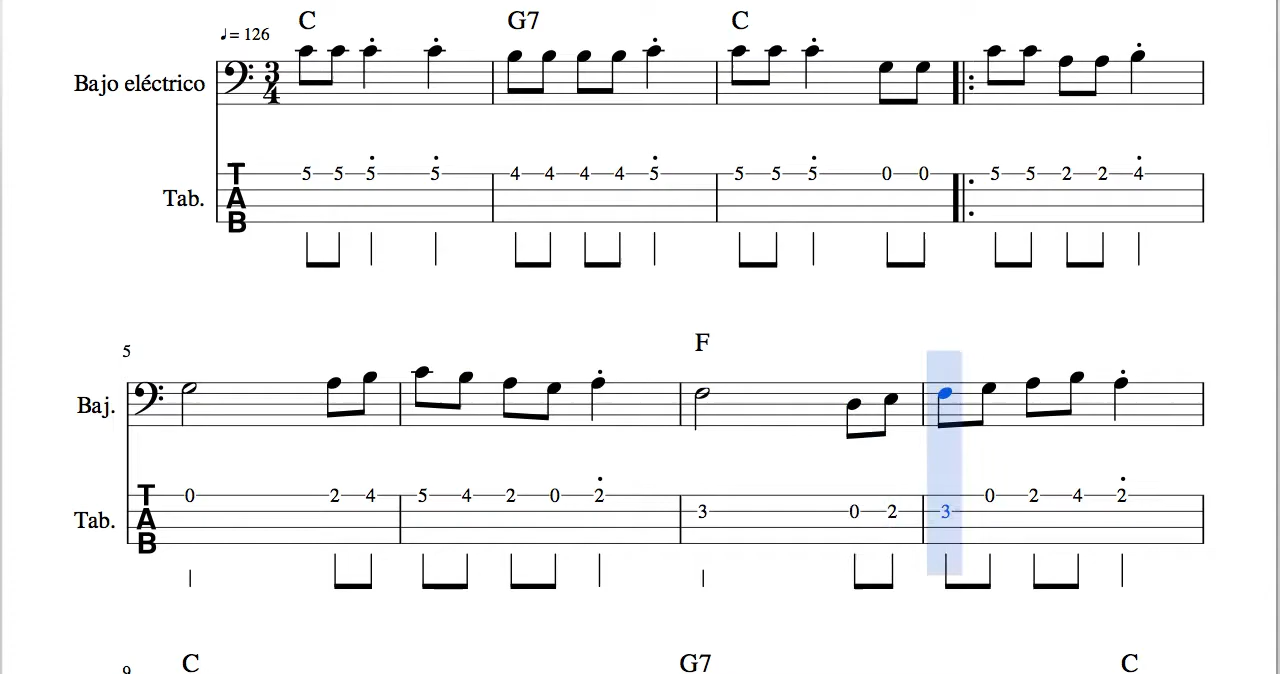 C G7 C
♩= 126
Bajo eléctrico 3/4
5 5 5 5 4 4 4 4 5 5 5 5 0 0 5 5 2 2 4
Tab. TAB
F
5
Baj.
0 2 4 5 4 2 0 2 0 2 4 2
3 0 2 3
Tab. TAB
C G7 C
9